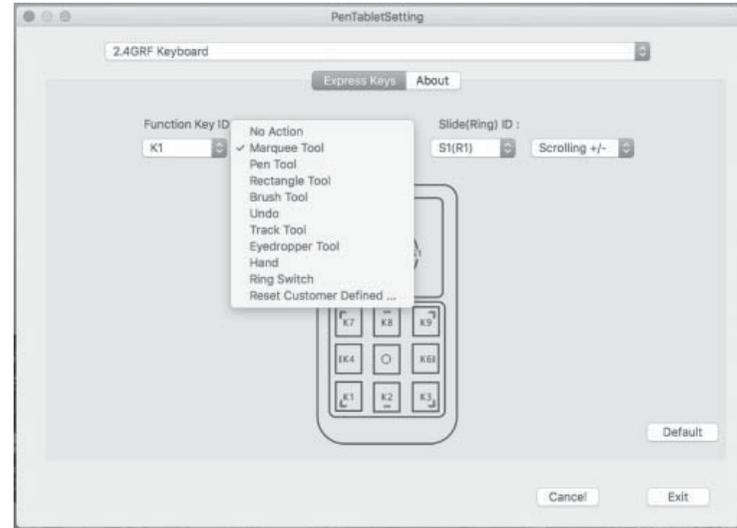 PenTabletSetting
2.4GRF Keyboard
Express Keys About
Function Key ID
Slide(Ring) ID :
K1
S1(R1)
Scrolling +/-
No Action
✓ Marquee Tool
Pen Tool
Rectangle Tool
Brush Tool
Undo
Track Tool
Eyedropper Tool
Hand
Ring Switch
Reset Customer Defined ...
K7 K8 K9
K4 K6
K1 K2 K3
Default
Cancel Exit